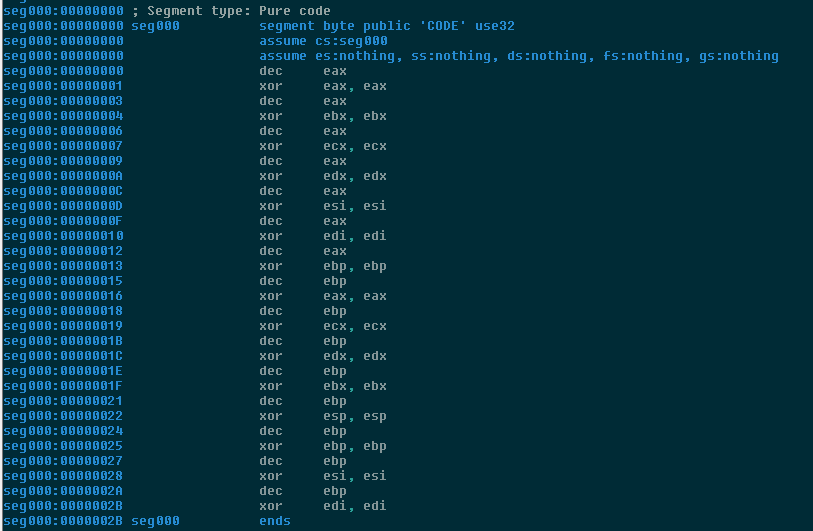 seg000:00000000 ; Segment type: Pure code
seg000:00000000 seg000 segment byte public 'CODE' use32
seg000:00000000 assume cs:seg000
seg000:00000000 assume es:nothing, ss:nothing, ds:nothing, fs:nothing, gs:nothing
seg000:00000000 dec eax
seg000:00000001 xor eax, eax
seg000:00000003 dec eax
seg000:00000004 xor ebx, ebx
seg000:00000006 dec eax
seg000:00000007 xor ecx, ecx
seg000:00000009 dec eax
seg000:0000000A xor edx, edx
seg000:0000000C dec eax
seg000:0000000D xor esi, esi
seg000:0000000F dec eax
seg000:00000010 xor edi, edi
seg000:00000012 dec eax
seg000:00000013 xor ebp, ebp
seg000:00000015 dec ebp
seg000:00000016 xor eax, eax
seg000:00000018 dec ebp
seg000:00000019 xor ecx, ecx
seg000:0000001B dec ebp
seg000:0000001C xor edx, edx
seg000:0000001E dec ebp
seg000:0000001F xor ebx, ebx
seg000:00000021 dec ebp
seg000:00000022 xor esp, esp
seg000:00000024 dec ebp
seg000:00000025 xor ebp, ebp
seg000:00000027 dec ebp
seg000:00000028 xor esi, esi
seg000:0000002A dec ebp
seg000:0000002B xor edi, edi
seg000:0000002B seg000 ends